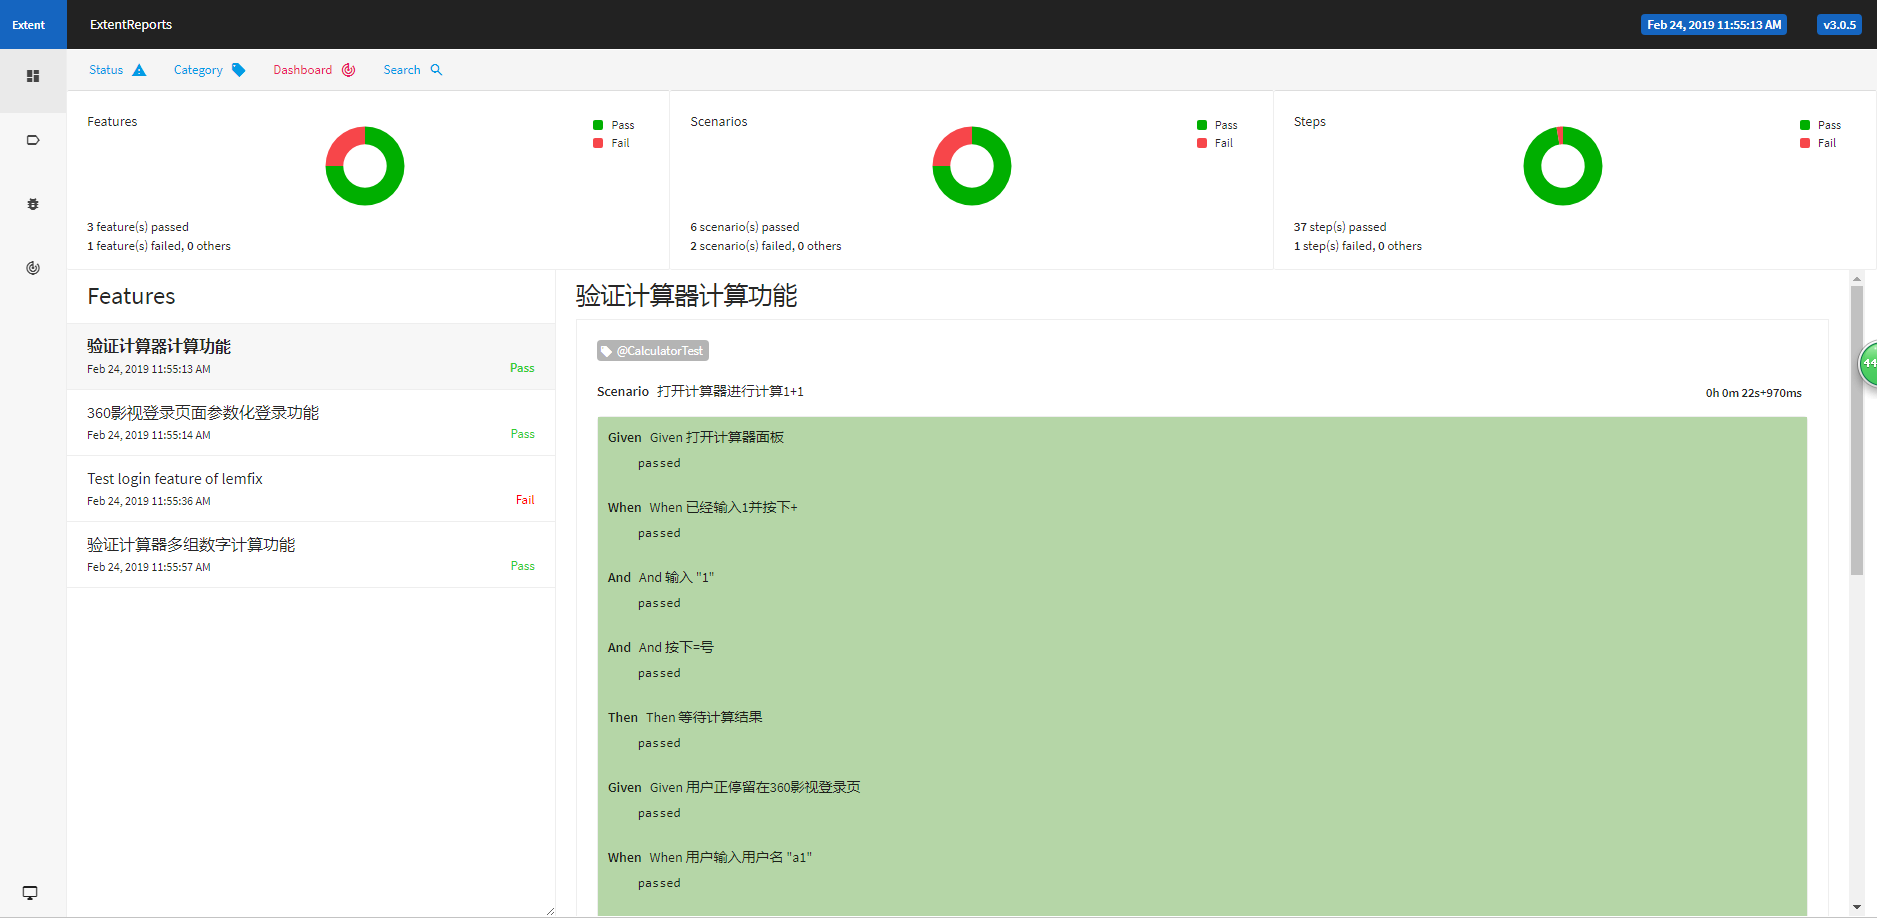 Extent
ExtentReports
Feb 24, 2019 11:55:13 AM
v3.0.5
Status
Category
Dashboard
Search
Features
Pass
Fail
3 feature(s) passed
1 feature(s) failed, 0 others
Scenarios
Pass
Fail
6 scenario(s) passed
2 scenario(s) failed, 0 others
Steps
Pass
Fail
37 step(s) passed
1 step(s) failed, 0 others
Features
验证计算器计算功能
Feb 24, 2019 11:55:13 AM
Pass
360影视登录页面参数化登录功能
Feb 24, 2019 11:55:14 AM
Pass
Test login feature of lemfix
Feb 24, 2019 11:55:36 AM
Fail
验证计算器多组数字计算功能
Feb 24, 2019 11:55:57 AM
Pass
验证计算器计算功能
@CalculatorTest
Scenario 打开计算器进行计算1+1
0h 0m 22s+970ms
Given Given 打开计算器面板
passed
When When 已经输入1并按下+
passed
And And 输入 "1"
passed
And And 按下=号
passed
Then Then 等待计算结果
passed
Given Given 用户正停留在360影视登录页
passed
When When 用户输入用户名 "a1"
passed
44